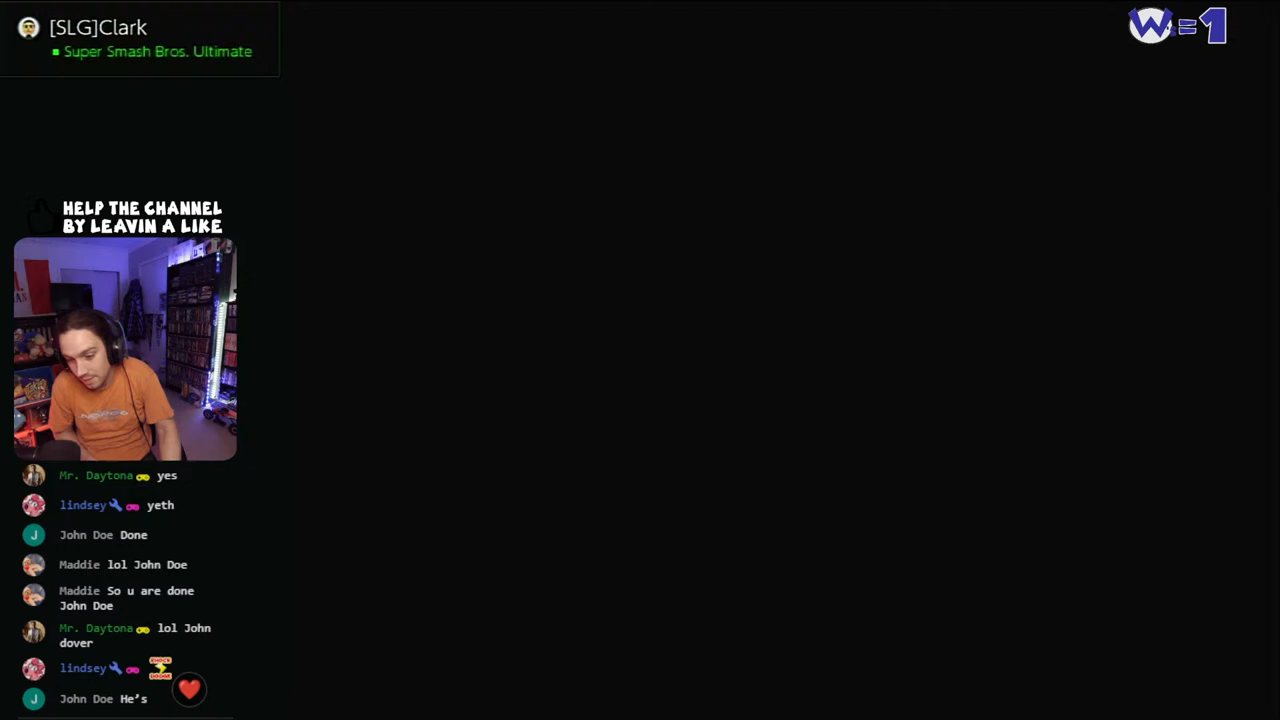 [SLG]Clark
Super Smash Bros. Ultimate
W=1
HELP THE CHANNEL
BY LEAVIN A LIKE
Mr. Daytona yes
lindsey yeth
J John Doe Done
Maddie lol John Doe
Maddie So u are done
John Doe
Mr. Daytona lol John
dover
lindsey
J John Doe He's